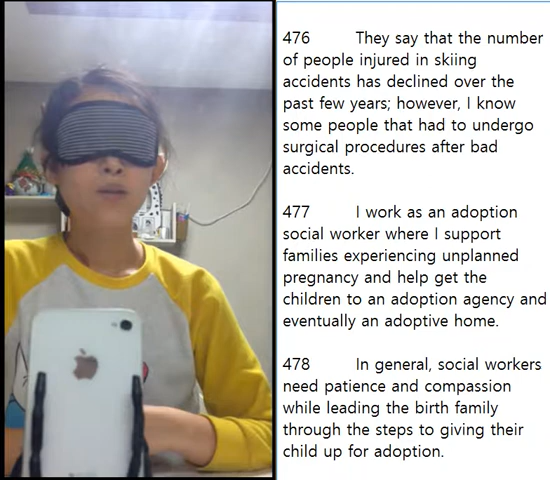 476 They say that the number
of people injured in skiing
accidents has declined over the
past few years; however, I know
some people that had to undergo
surgical procedures after bad
accidents.
477 I work as an adoption
social worker where I support
families experiencing unplanned
pregnancy and help get the
children to an adoption agency and
eventually an adoptive home.
478 In general, social workers
need patience and compassion
while leading the birth family
through the steps to giving their
child up for adoption.